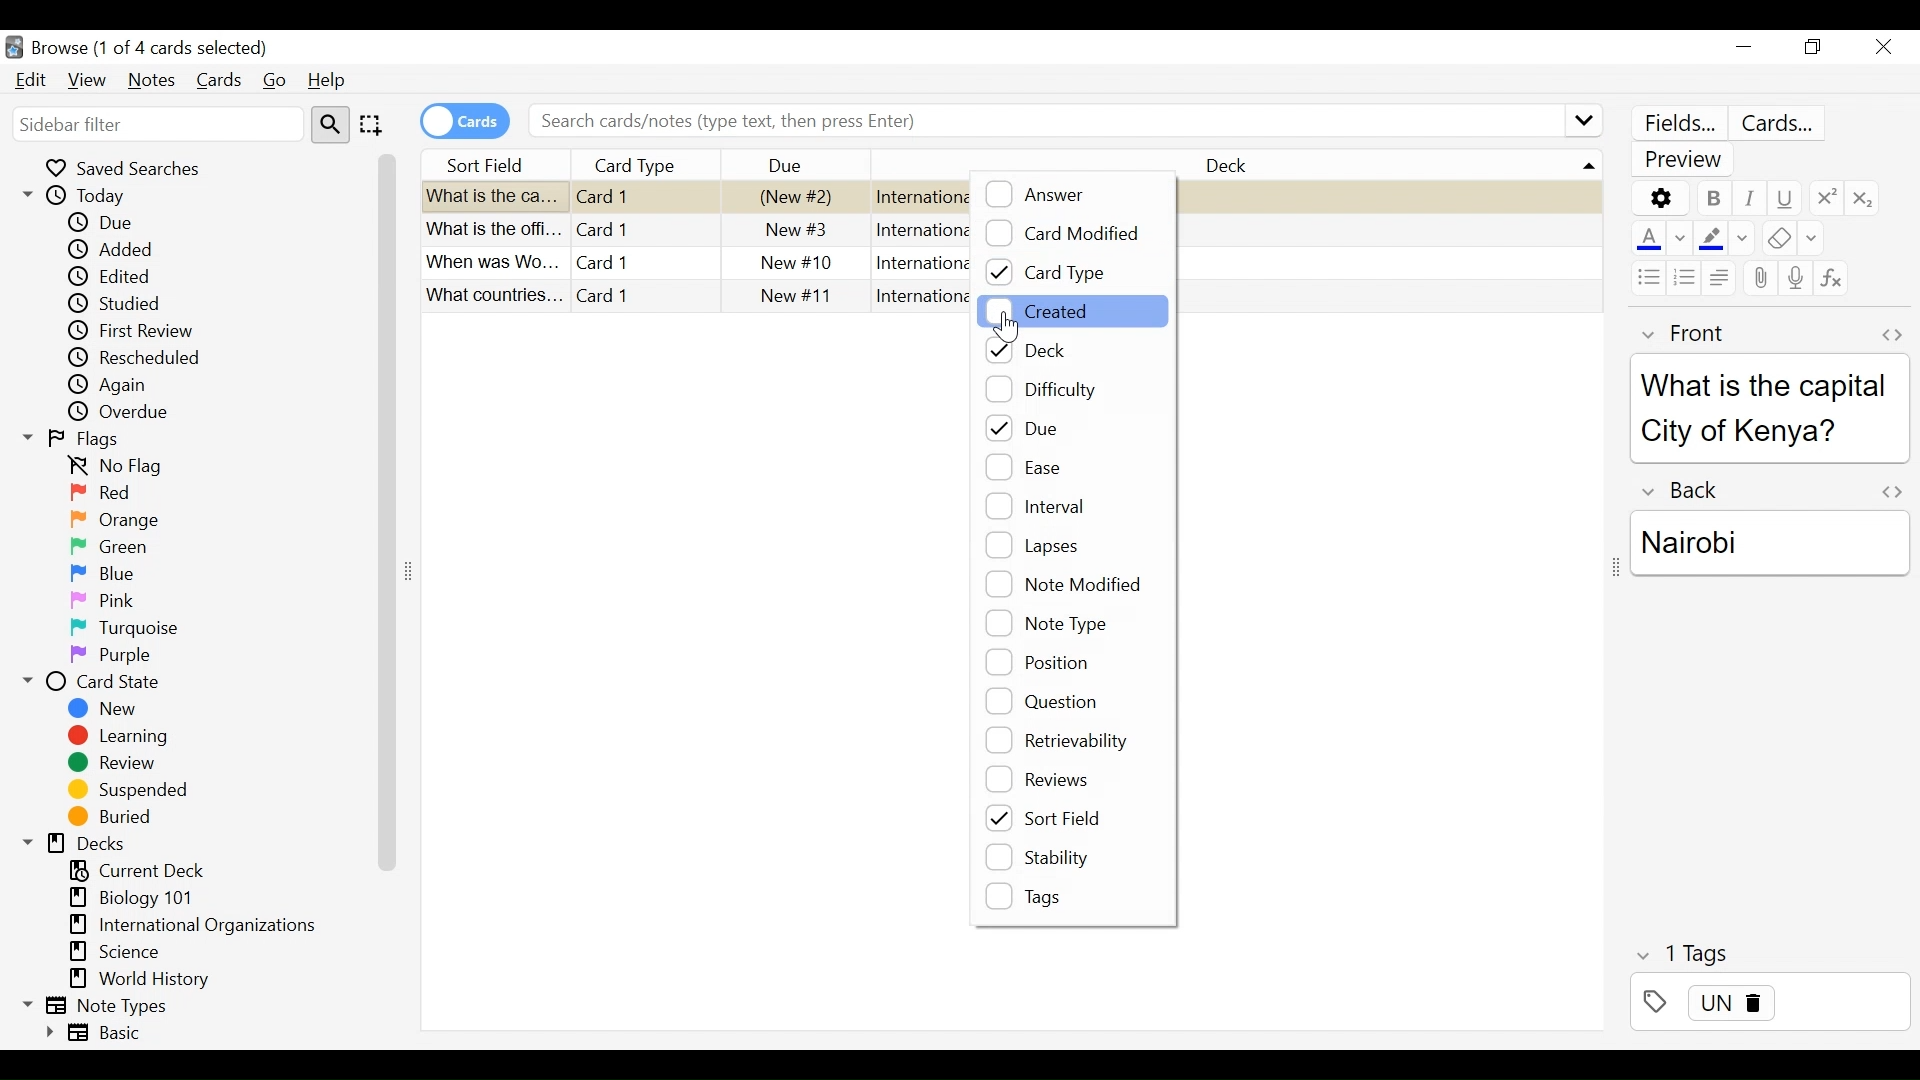 Browse (1 of 4 cards selected)
Edit View Notes Cards Go Help
Sidebar filter
Cards
Search cards/notes (type text, then press Enter)
Fields...
Cards...
Preview
Saved Searches
Today
Due
Added
Edited
Studied
First Review
Rescheduled
Again
Overdue
Flags
No Flag
Red
Orange
Green
Blue
Pink
Turquoise
Purple
Card State
New
Learning
Review
Suspended
Buried
Decks
Current Deck
Biology 101
International Organizations
Science
World History
Note Types
Basic
Sort Field Card Type Due Deck
What is the ca... Card 1 (New #2) Internationa
What is the offi... Card 1 New #3 Internationa
When was Wo... Card 1 New #10 Internationa
What countries... Card 1 New #11 Internationa
Answer
Card Modified
Card Type
Created
Deck
Difficulty
Due
Ease
Interval
Lapses
Note Modified
Note Type
Position
Question
Retrievability
Reviews
Sort Field
Stability
Tags
Front
What is the capital
City of Kenya?
Back
Nairobi
1 Tags
UN